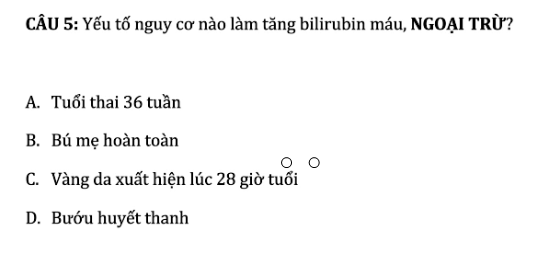 CÂU 5: Yếu tố nguy cơ nào làm tăng bilirubin máu, NGOẠI TRỪ?
A. Tuổi thai 36 tuần
B. Bú mẹ hoàn toàn
C. Vàng da xuất hiện lúc 28 giờ tuổi
D. Bướu huyết thanh